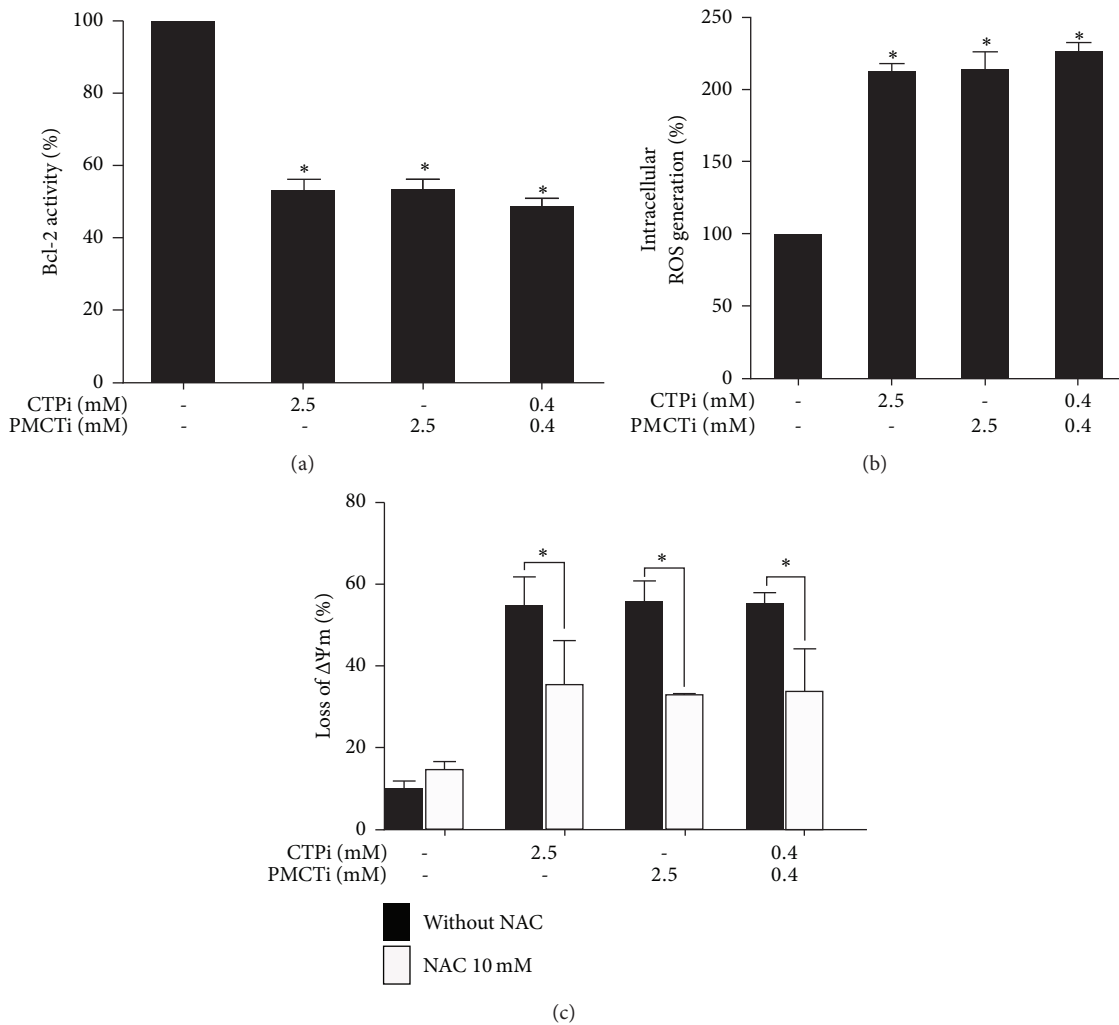 100
80
60
40
20
0
Bcl-2 activity (%)
*
*
*
CTPi (mM) - 2.5 - 0.4
PMCTi (mM) - - 2.5 0.4
(a)
250
200
150
100
50
0
Intracellular
ROS generation (%)
*
*
*
CTPi (mM) - 2.5 - 0.4
PMCTi (mM) - - 2.5 0.4
(b)
80
60
40
20
0
Loss of ΔΨm (%)
*
*
*
CTPi (mM) - 2.5 - 0.4
PMCTi (mM) - - 2.5 0.4
Without NAC
NAC 10 mM
(c)